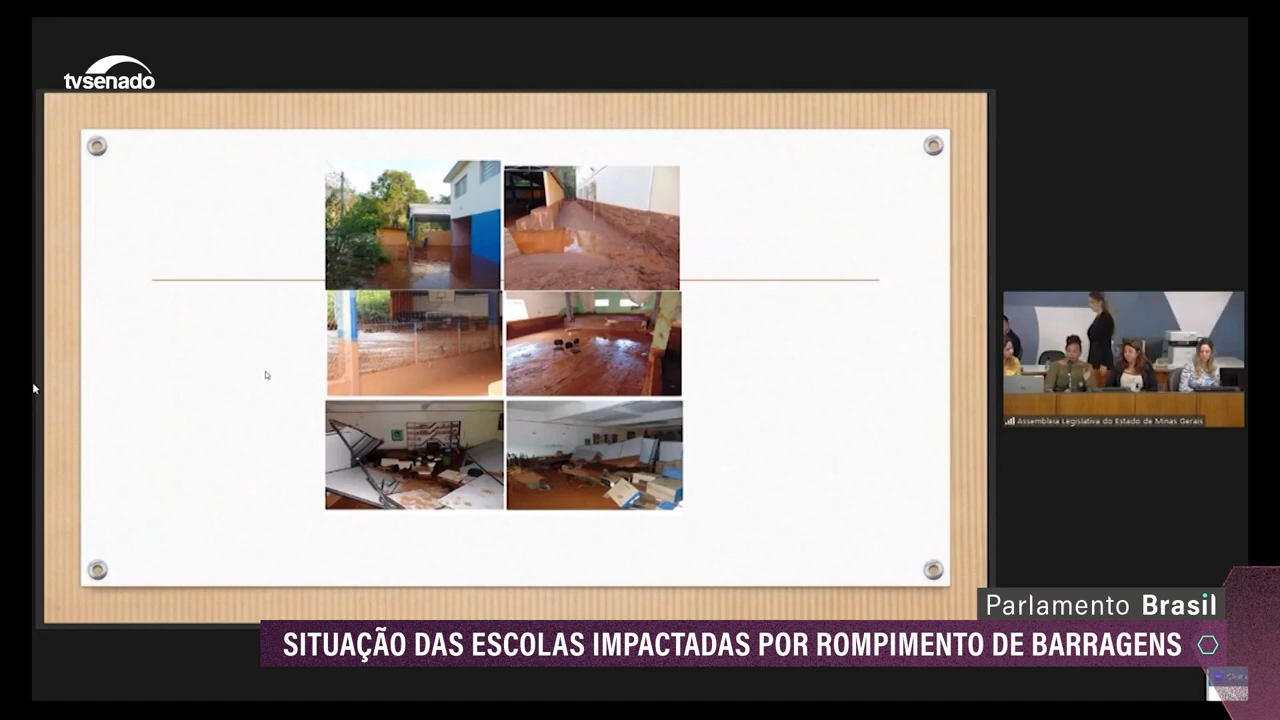 tvsenado
Assembleia Legislativa do Estado de Minas Gerais
Parlamento Brasil
SITUAÇÃO DAS ESCOLAS IMPACTADAS POR ROMPIMENTO DE BARRAGENS